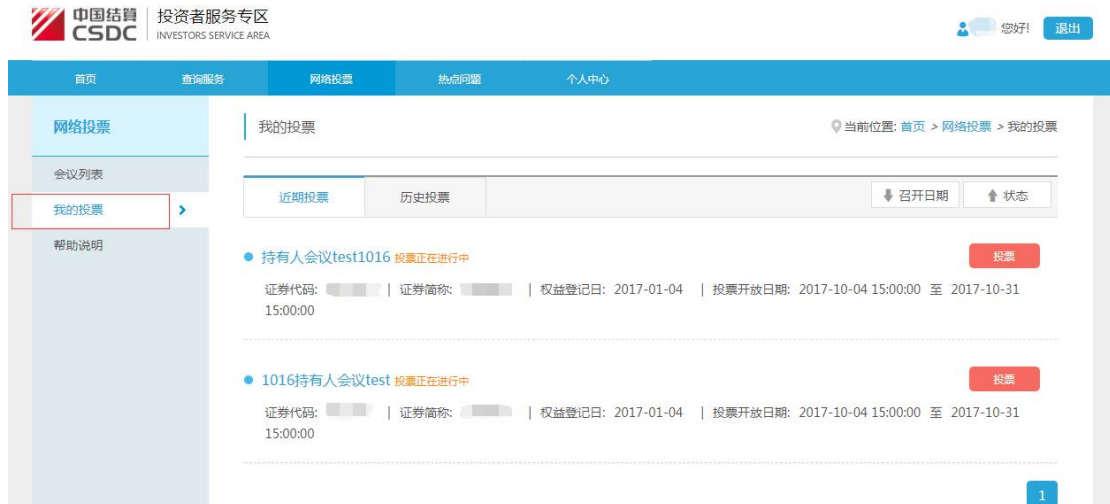 中国结算 投资者服务专区
CSDC INVESTORS SERVICE AREA
您好! 退出
首页 查询服务 网络投票 热点问题 个人中心
网络投票
会议列表
我的投票
帮助说明
我的投票 当前位置: 首页 > 网络投票 > 我的投票
近期投票 历史投票 召开日期 状态
持有人会议test1016 投票正在进行中 投票
证券代码: | 证券简称: | 权益登记日: 2017-01-04 | 投票开放日期: 2017-10-04 15:00:00 至 2017-10-31
15:00:00
1016持有人会议test 投票正在进行中 投票
证券代码: | 证券简称: | 权益登记日: 2017-01-04 | 投票开放日期: 2017-10-04 15:00:00 至 2017-10-31
15:00:00
1